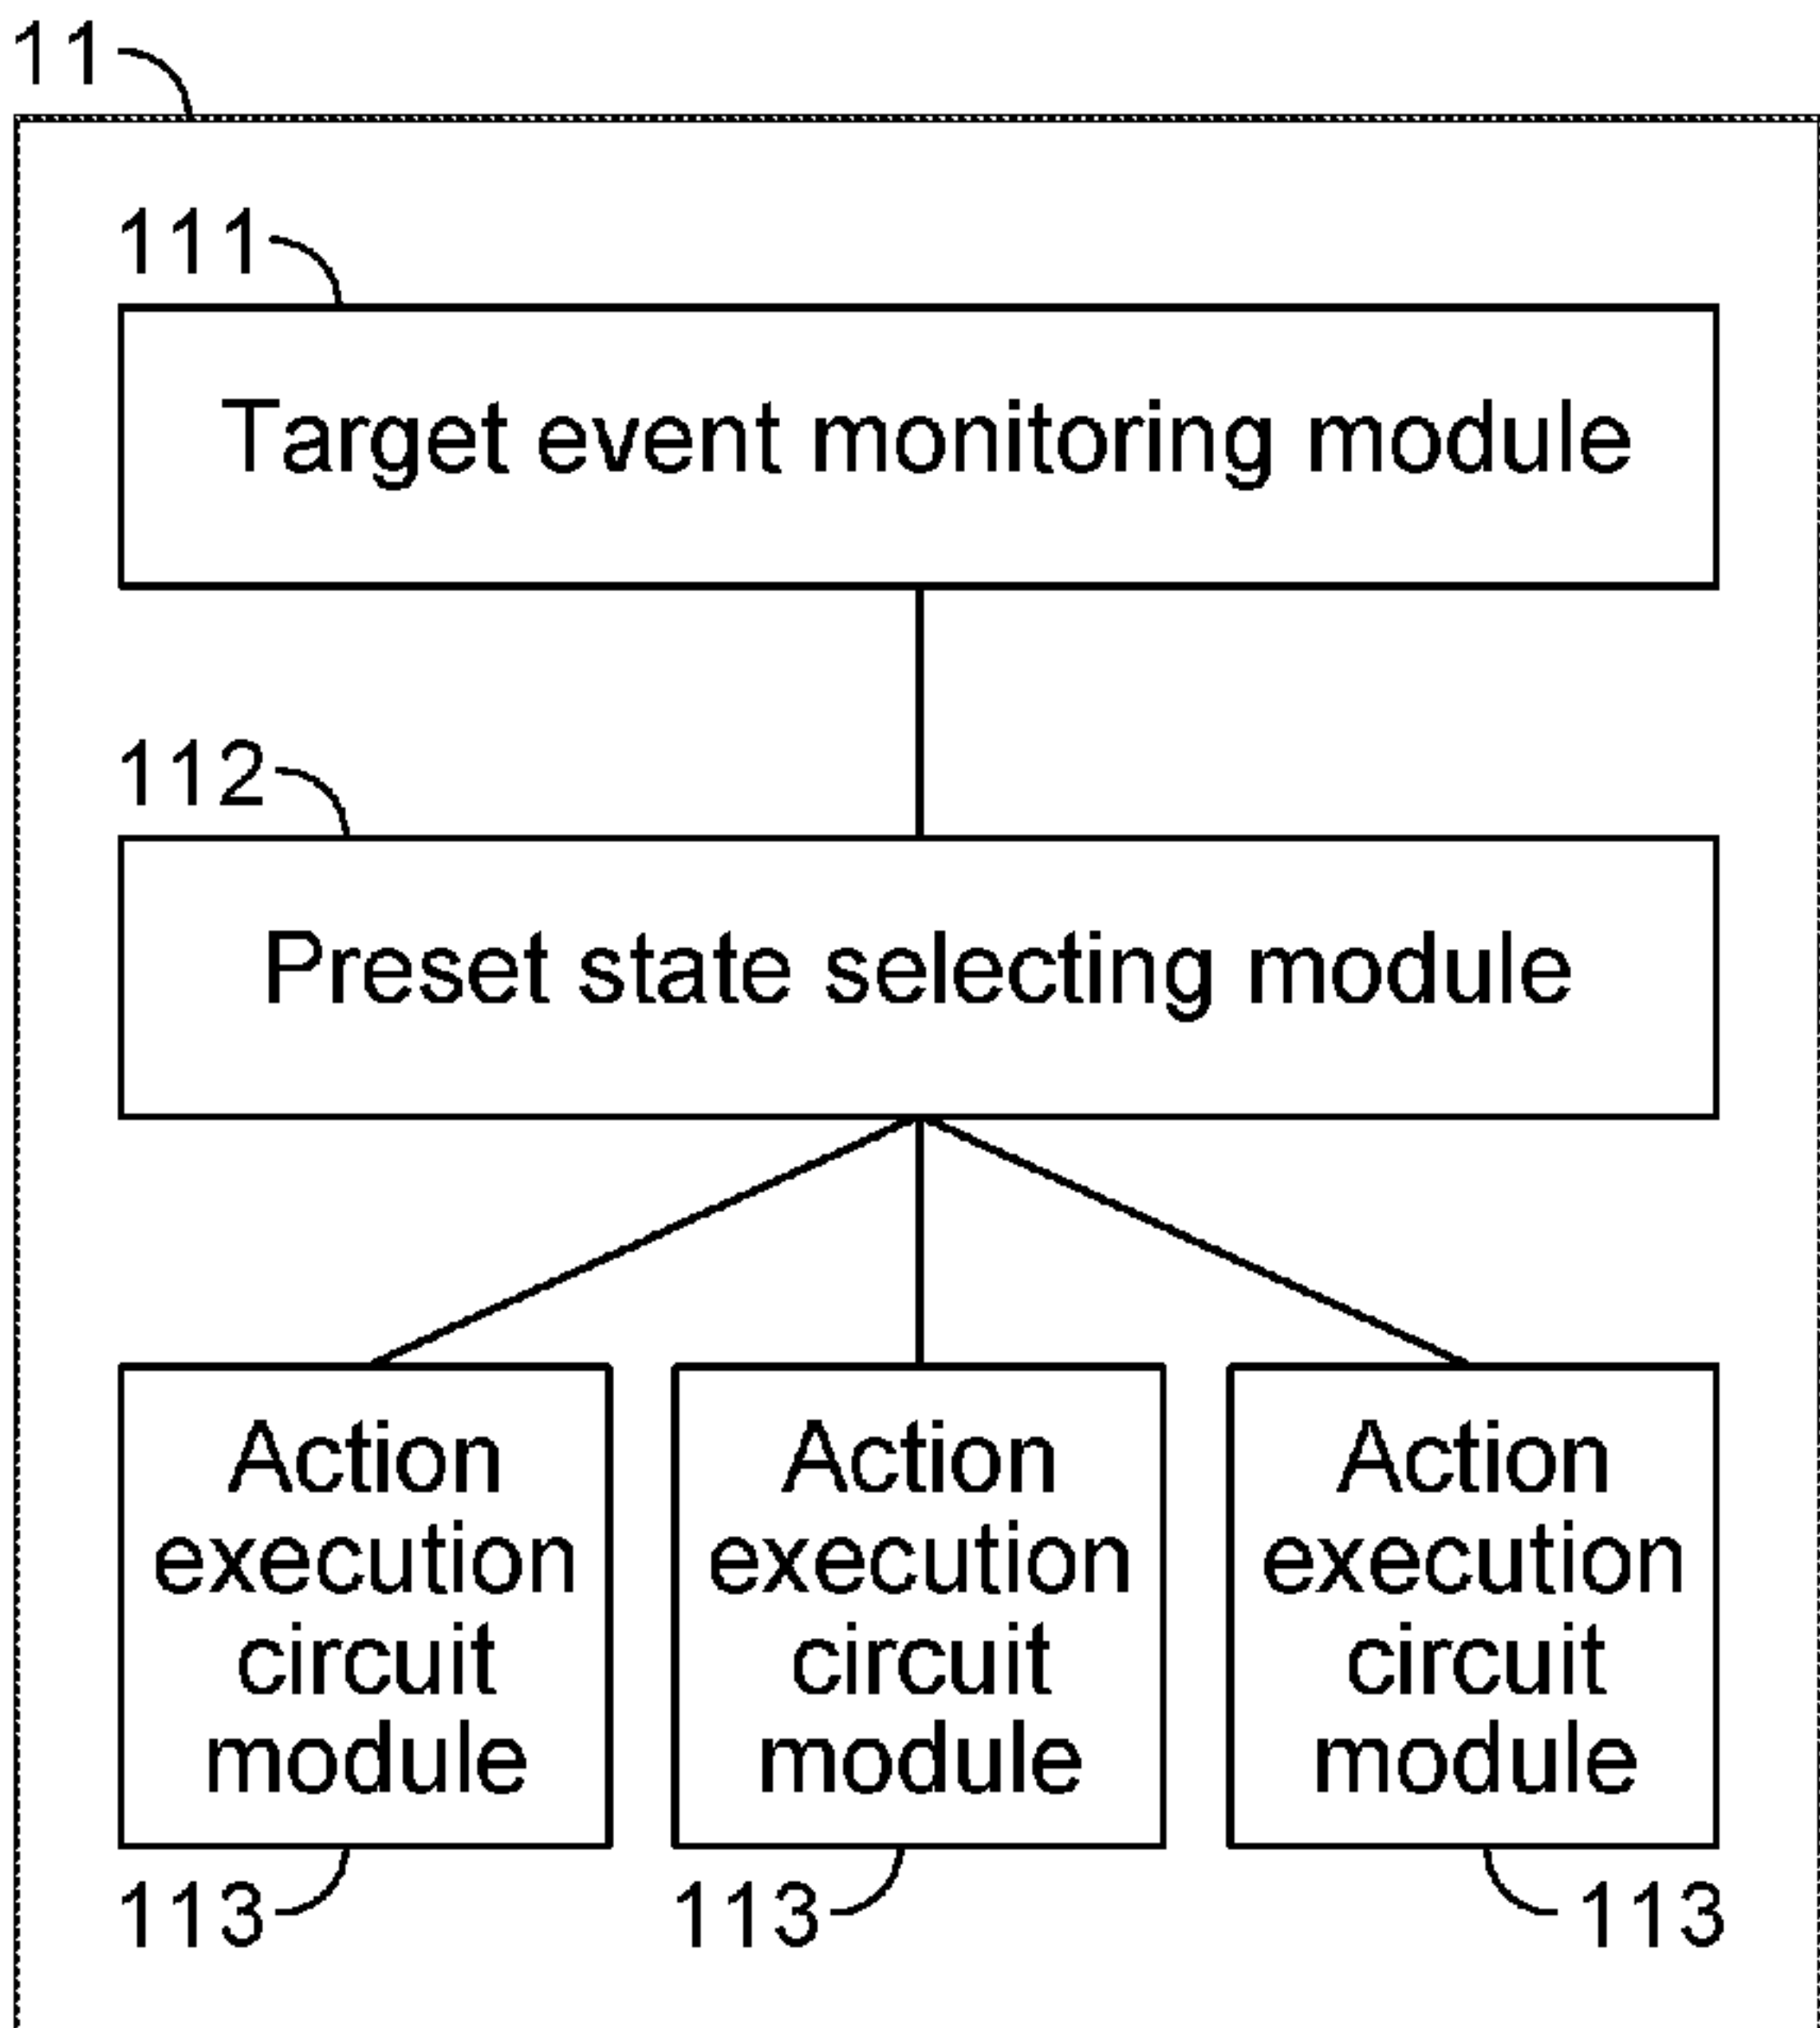 11
111
Target event monitoring module
112
Preset state selecting module
Action
execution
circuit
module
Action
execution
circuit
module
Action
execution
circuit
module
113
113
113